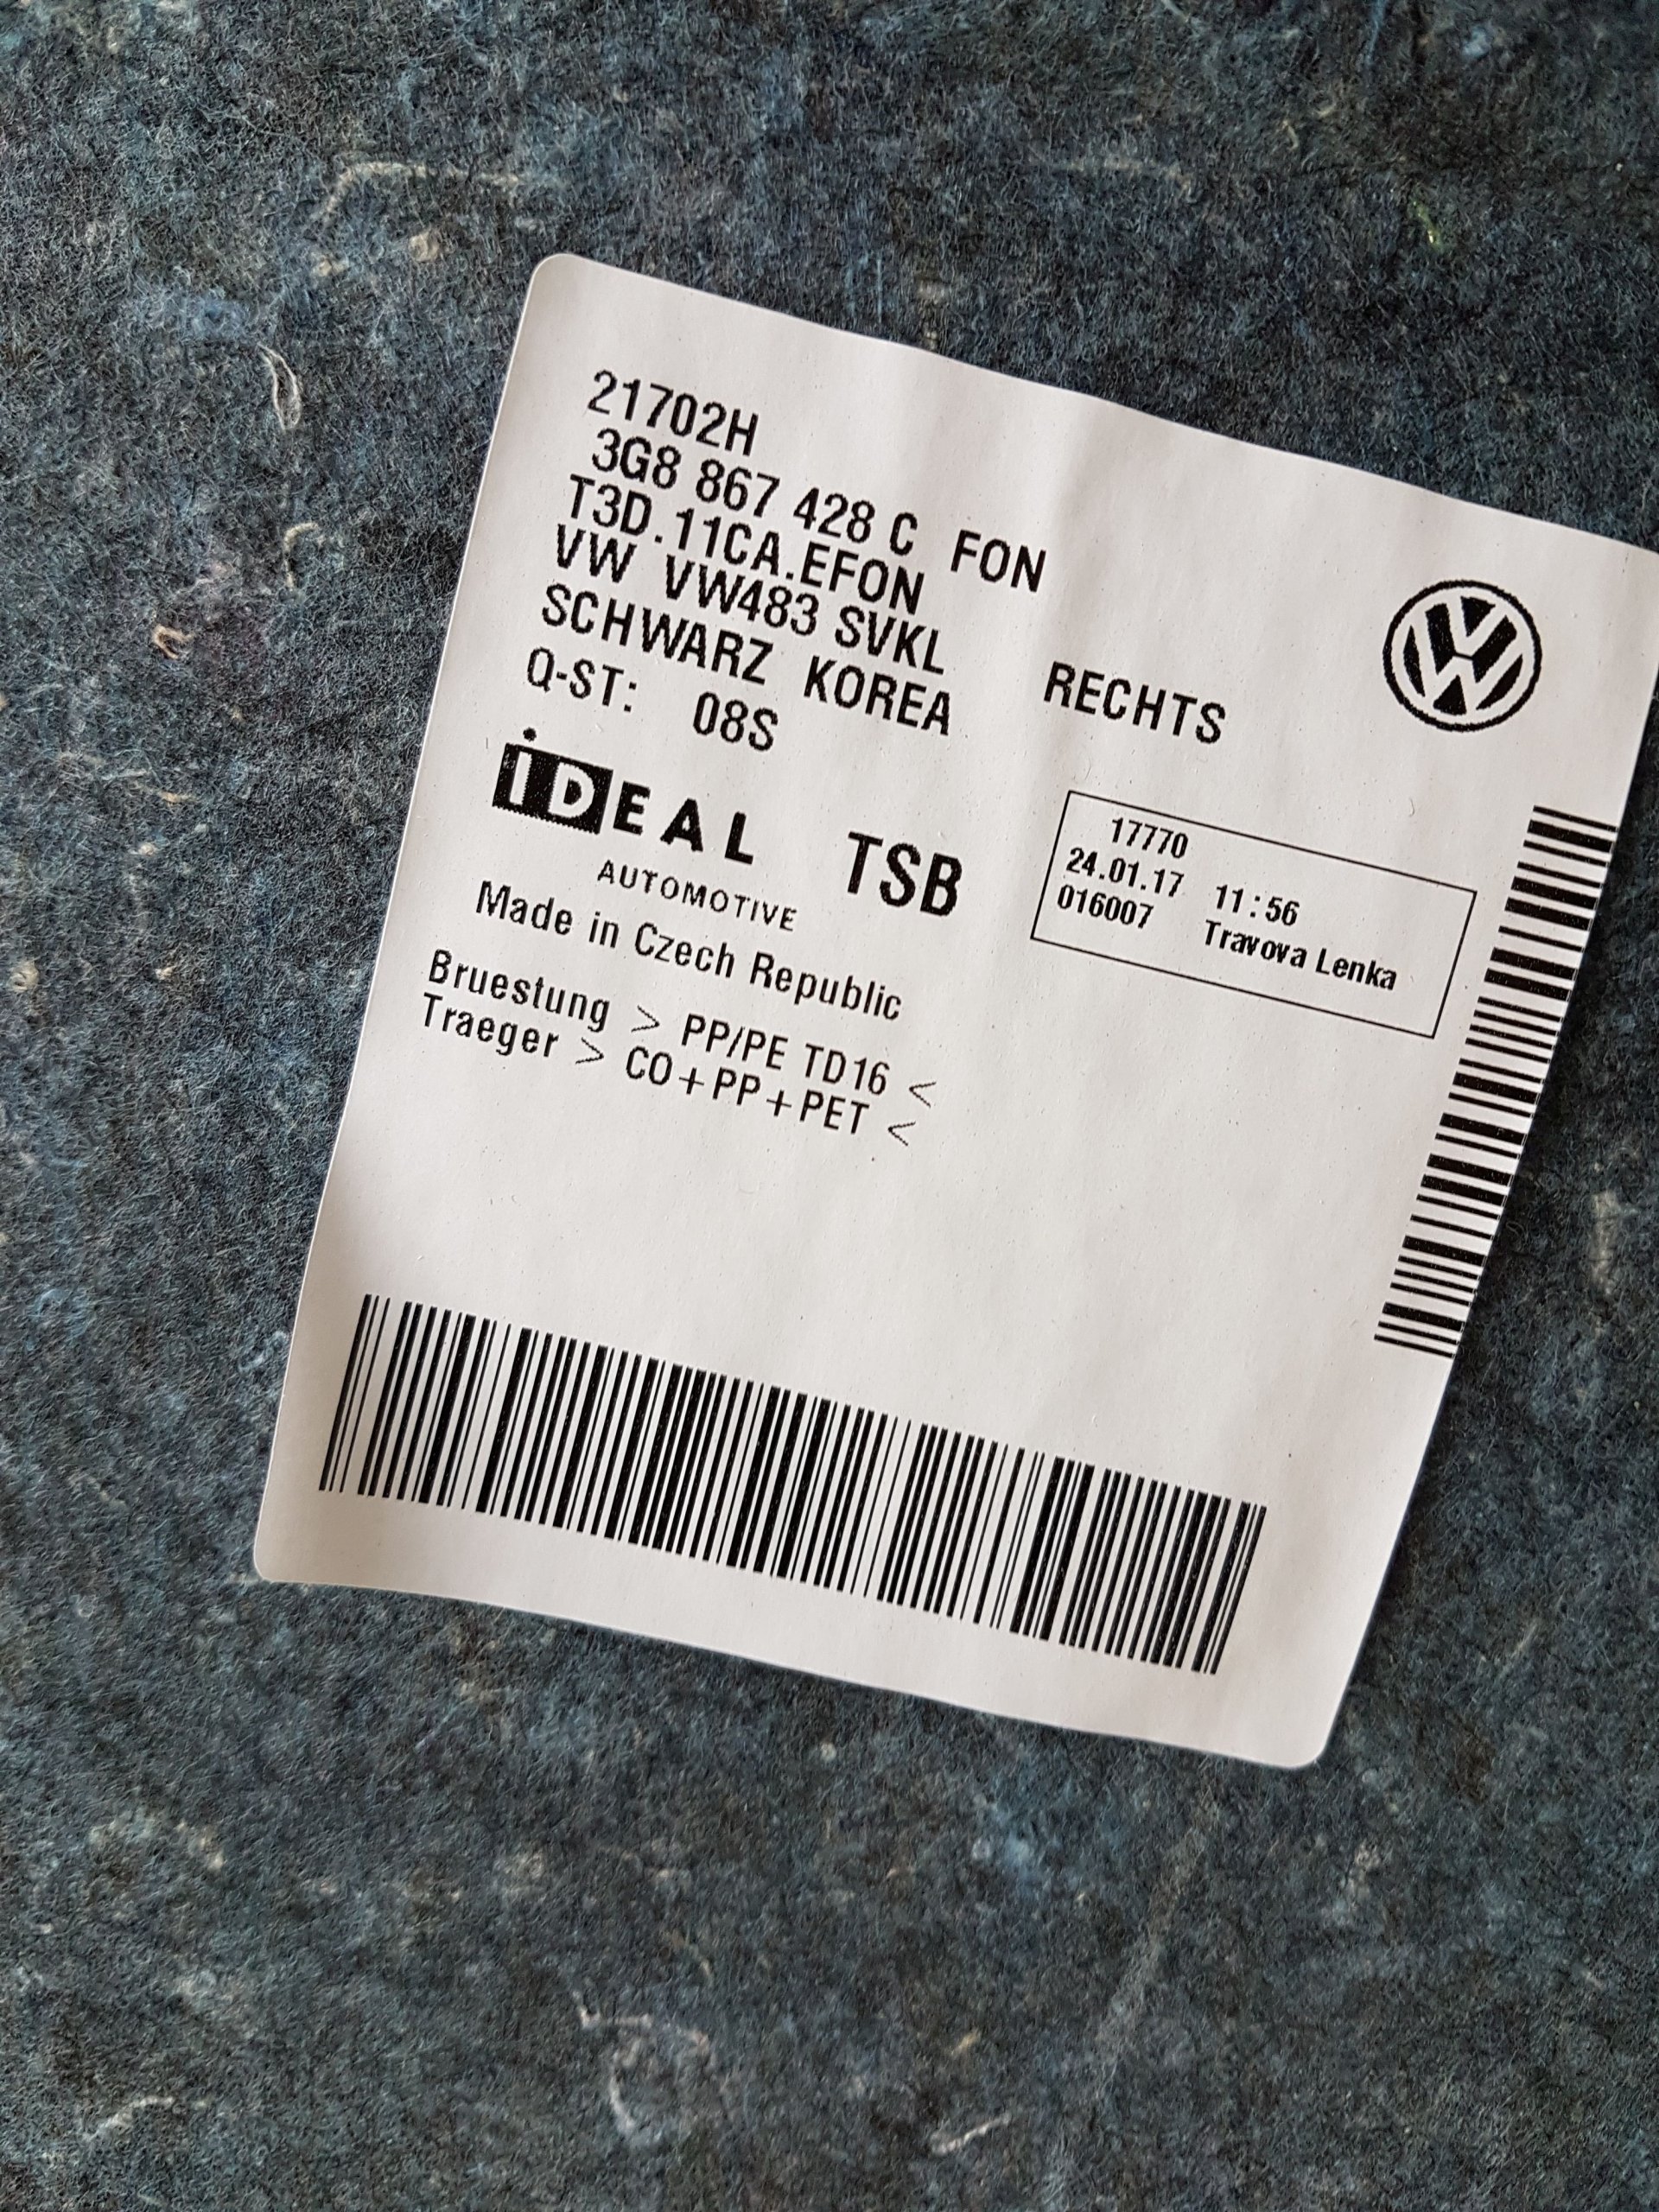 21702H
3G8 867 428 C FON
T3D.11CA.EFON
VW VW483 SVKL
SCHWARZ KOREA RECHTS
Q-ST: 08S
iDEAL TSB
AUTOMOTIVE
17770
24.01.17 11:56
016007 Travova Lenka
Made in Czech Republic
Bruestung > PP/PE TD16 <
Traeger > CO+PP+PET <